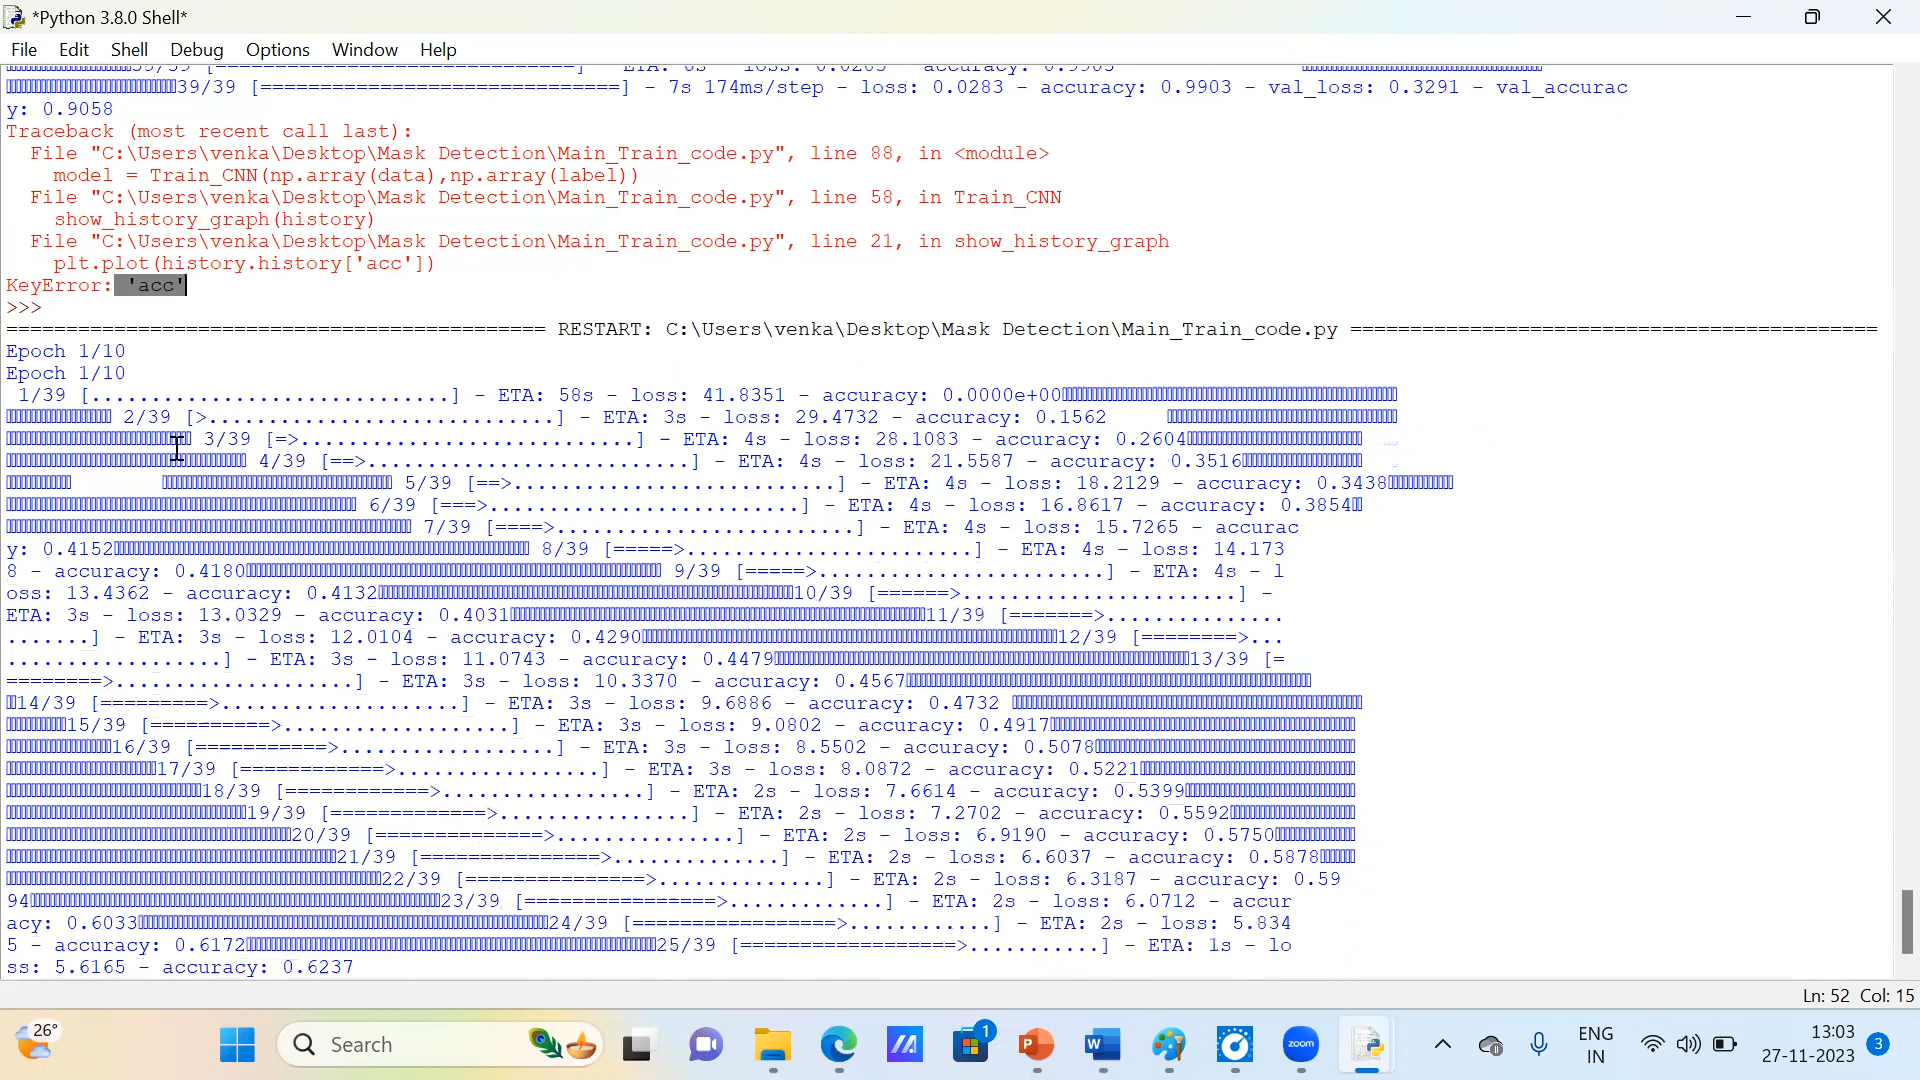 *Python 3.8.0 Shell*
File Edit Shell Debug Options Window Help
39/39 [==============================] - 7s 174ms/step - loss: 0.0283 - accuracy: 0.9903 - val_loss: 0.3291 - val_accurac
y: 0.9058
Traceback (most recent call last):
File "C:\Users\venka\Desktop\Mask Detection\Main_Train_code.py", line 88, in <module>
model = Train_CNN(np.array(data),np.array(label))
File "C:\Users\venka\Desktop\Mask Detection\Main_Train_code.py", line 58, in Train_CNN
show_history_graph(history)
File "C:\Users\venka\Desktop\Mask Detection\Main_Train_code.py", line 21, in show_history_graph
plt.plot(history.history['acc'])
KeyError: 'acc'
>>>
============================================= RESTART: C:\Users\venka\Desktop\Mask Detection\Main_Train_code.py ============================================
Epoch 1/10
Epoch 1/10
1/39 [..............................] - ETA: 58s - loss: 41.8351 - accuracy: 0.0000e+00
2/39 [>.............................] - ETA: 3s - loss: 29.4732 - accuracy: 0.1562
3/39 [=>............................] - ETA: 4s - loss: 28.1083 - accuracy: 0.2604
4/39 [==>...........................] - ETA: 4s - loss: 21.5587 - accuracy: 0.3516
5/39 [==>...........................] - ETA: 4s - loss: 18.2129 - accuracy: 0.3438
6/39 [===>..........................] - ETA: 4s - loss: 16.8617 - accuracy: 0.3854
7/39 [====>.........................] - ETA: 4s - loss: 15.7265 - accurac
y: 0.4152 8/39 [=====>........................] - ETA: 4s - loss: 14.173
8 - accuracy: 0.4180 9/39 [=====>........................] - ETA: 4s - l
oss: 13.4362 - accuracy: 0.4132 10/39 [======>.......................] -
ETA: 3s - loss: 13.0329 - accuracy: 0.4031 11/39 [=======>...............
.......] - ETA: 3s - loss: 12.0104 - accuracy: 0.4290 12/39 [========>...
..................] - ETA: 3s - loss: 11.0743 - accuracy: 0.4479 13/39 [=
========>....................] - ETA: 3s - loss: 10.3370 - accuracy: 0.4567
14/39 [=========>....................] - ETA: 3s - loss: 9.6886 - accuracy: 0.4732
15/39 [==========>...................] - ETA: 3s - loss: 9.0802 - accuracy: 0.4917
16/39 [===========>..................] - ETA: 3s - loss: 8.5502 - accuracy: 0.5078
17/39 [============>.................] - ETA: 3s - loss: 8.0872 - accuracy: 0.5221
18/39 [============>.................] - ETA: 2s - loss: 7.6614 - accuracy: 0.5399
19/39 [=============>................] - ETA: 2s - loss: 7.2702 - accuracy: 0.5592
20/39 [==============>...............] - ETA: 2s - loss: 6.9190 - accuracy: 0.5750
21/39 [===============>..............] - ETA: 2s - loss: 6.6037 - accuracy: 0.5878
22/39 [===============>..............] - ETA: 2s - loss: 6.3187 - accuracy: 0.59
94 23/39 [================>.............] - ETA: 2s - loss: 6.0712 - accur
acy: 0.6033 24/39 [=================>............] - ETA: 2s - loss: 5.834
5 - accuracy: 0.6172 25/39 [==================>...........] - ETA: 1s - lo
ss: 5.6165 - accuracy: 0.6237
Ln: 52 Col: 15
26°
Search
1
zoom
ENG
IN
13:03
27-11-2023
3